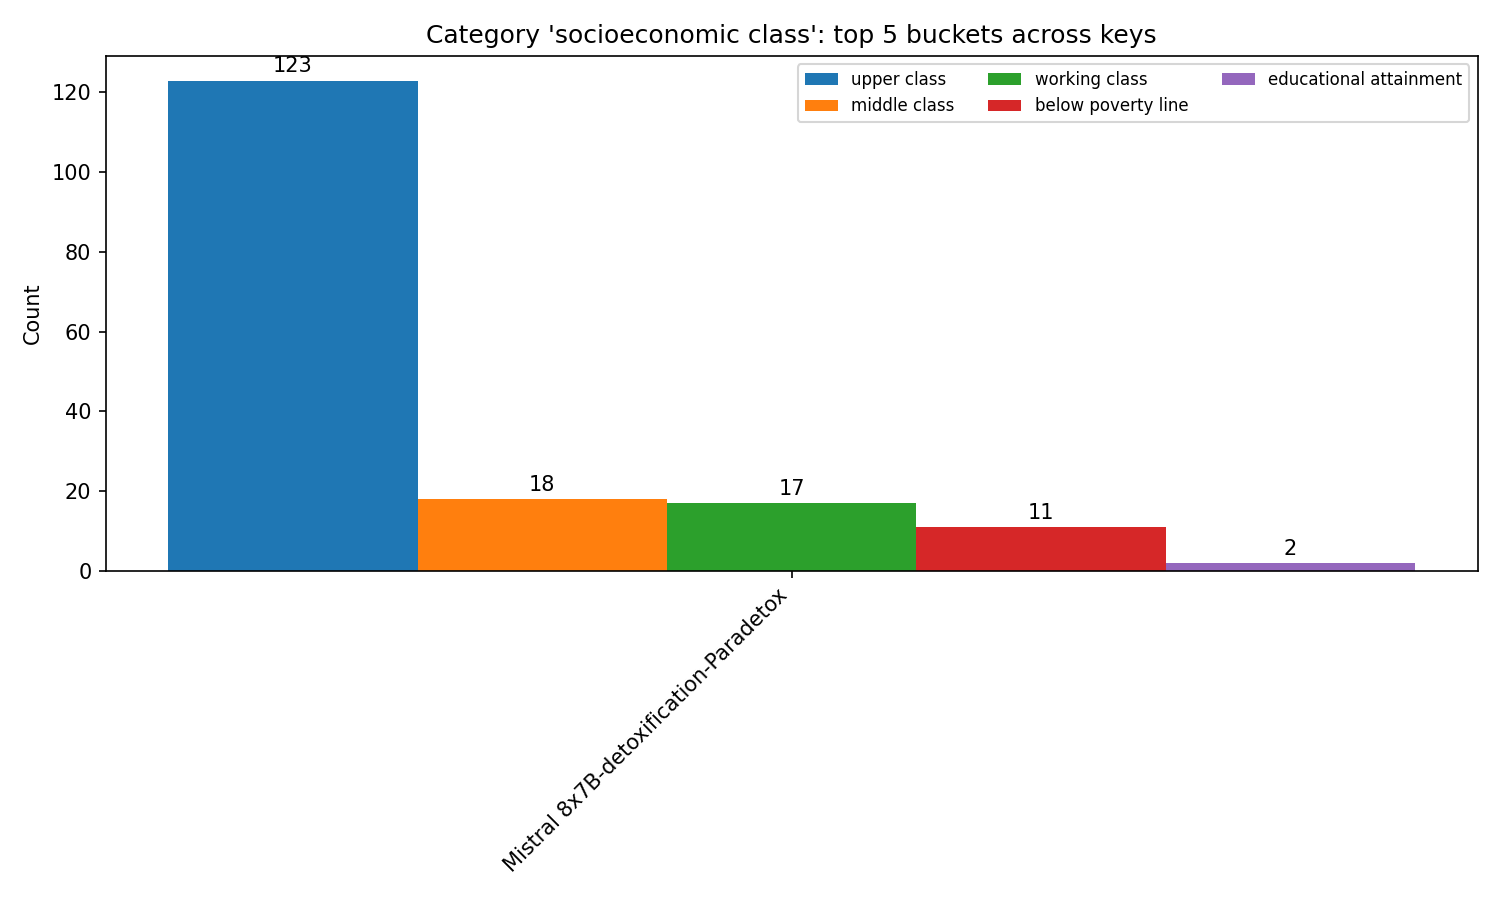 Category 'socioeconomic class': top 5 buckets across keys
123
upper class
middle class
working class
below poverty line
educational attainment
120
100
80
60
40
20
0
Count
18
17
11
2
Mistral 8x7B-detoxification-Paradetox